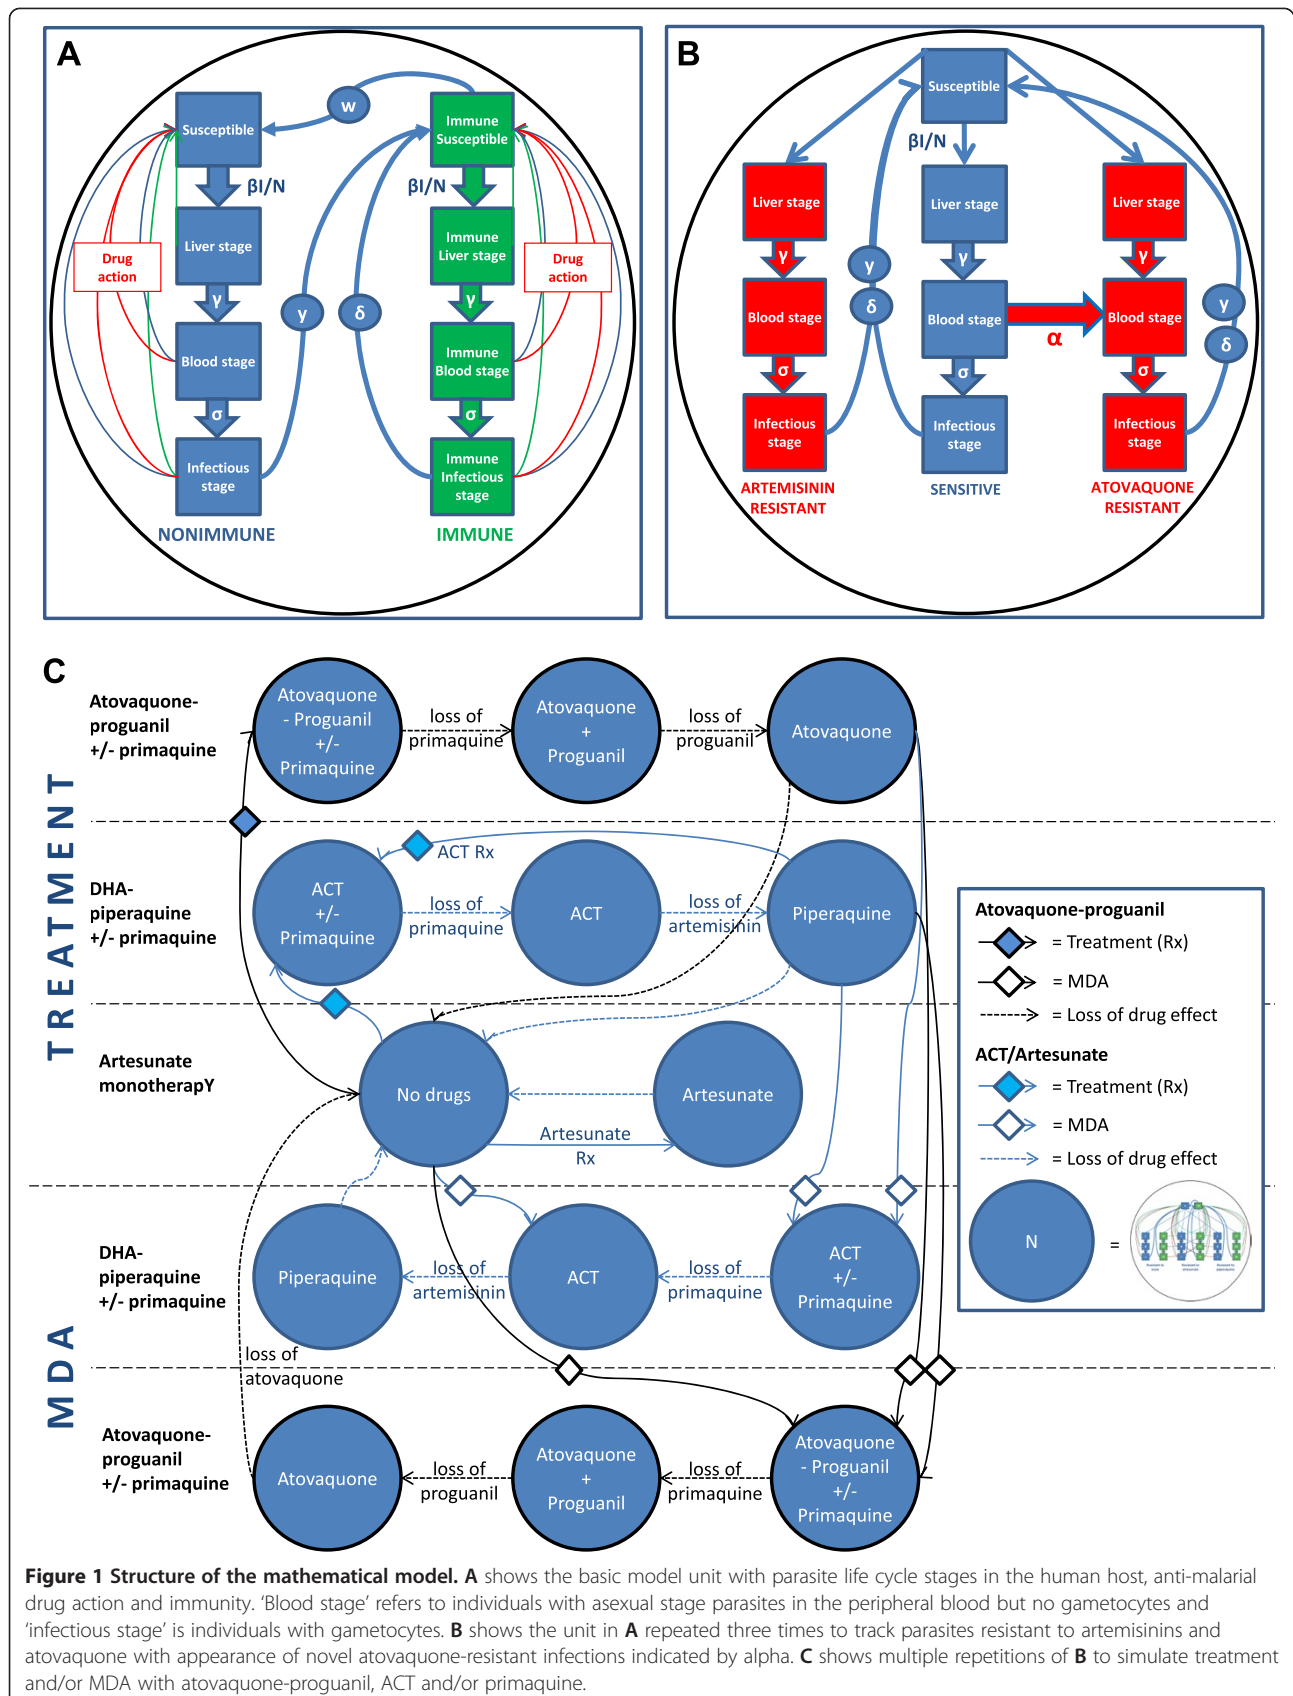 A
w
Susceptible
Immune
Susceptible
βI/N
βI/N
Liver stage
Immune
Liver stage
Drug
action
Drug
action
γ
γ
y
δ
Blood stage
Immune
Blood stage
σ
σ
Infectious
stage
Immune
Infectious
stage
NONIMMUNE
IMMUNE
B
Susceptible
βI/N
Liver stage
Liver stage
Liver stage
γ
γ
γ
y
δ
Blood stage
Blood stage
Blood stage
α
y
δ
σ
σ
σ
Infectious
stage
Infectious
stage
Infectious
stage
ARTEMISININ
RESISTANT
SENSITIVE
ATOVAQUONE
RESISTANT
C
TREATMENT
Atovaquone-
proguanil
+/- primaquine
Atovaquone
- Proguanil
+/-
Primaquine
loss of
primaquine
Atovaquone
+
Proguanil
loss of
proguanil
Atovaquone
DHA-
piperaquine
+/- primaquine
ACT Rx
ACT
+/-
Primaquine
loss of
primaquine
ACT
loss of
artemisinin
Piperaquine
Artesunate
monotherapY
No drugs
Artesunate
Rx
Artesunate
MDA
DHA-
piperaquine
+/- primaquine
Piperaquine
loss of
artemisinin
ACT
loss of
primaquine
ACT
+/-
Primaquine
loss of
atovaquone
Atovaquone-
proguanil
+/- primaquine
Atovaquone
loss of
proguanil
Atovaquone
+
Proguanil
loss of
primaquine
Atovaquone
- Proguanil
+/-
Primaquine
Atovaquone-proguanil
= Treatment (Rx)
= MDA
= Loss of drug effect
ACT/Artesunate
= Treatment (Rx)
= MDA
= Loss of drug effect
N
=
Figure 1 Structure of the mathematical model. A shows the basic model unit with parasite life cycle stages in the human host, anti-malarial
drug action and immunity. ‘Blood stage’ refers to individuals with asexual stage parasites in the peripheral blood but no gametocytes and
‘infectious stage’ is individuals with gametocytes. B shows the unit in A repeated three times to track parasites resistant to artemisinins and
atovaquone with appearance of novel atovaquone-resistant infections indicated by alpha. C shows multiple repetitions of B to simulate treatment
and/or MDA with atovaquone-proguanil, ACT and/or primaquine.